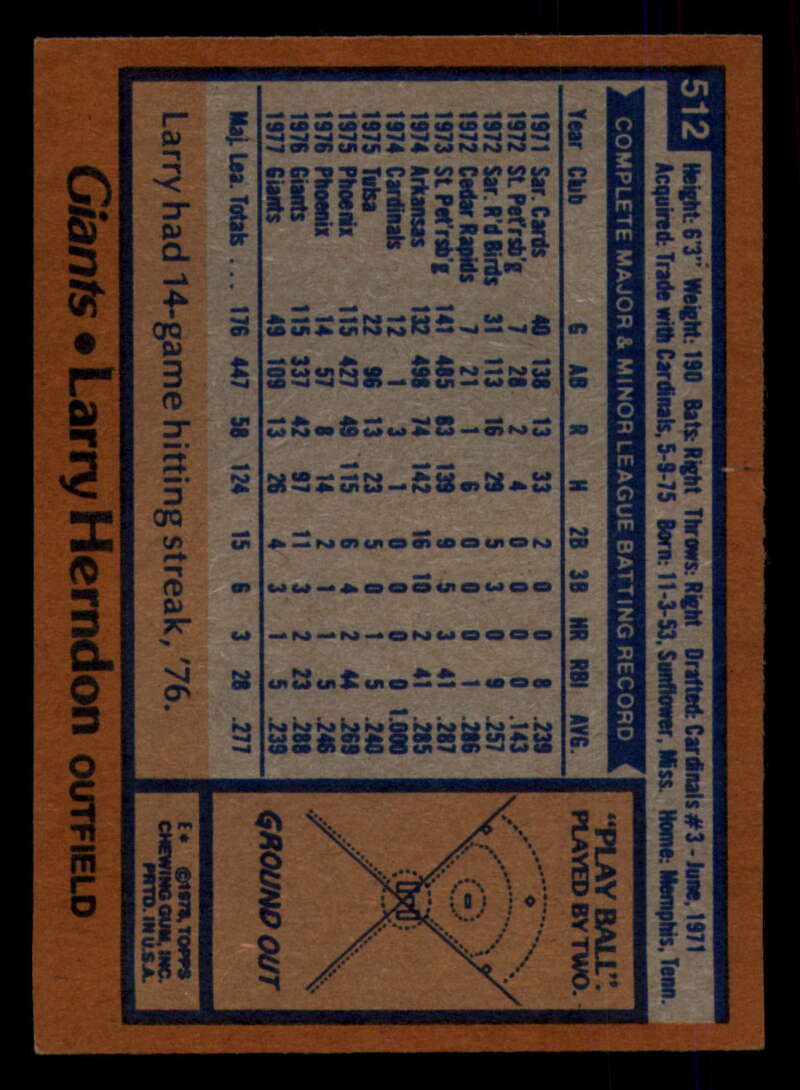 512
Height: 6'3" Weight: 190 Bats: Right Throws: Right Drafted: Cardinals #3 - June, 1971
Acquired: Trade with Cardinals, 5-9-75 Born: 11-3-53, Sunflower, Miss. Home: Memphis, Tenn.
COMPLETE MAJOR & MINOR LEAGUE BATTING RECORD
Year Club G AB R H 2B 3B HR RBI AVG.
1971 Sar. Cards 40 138 13 33 2 0 0 8 .239
1972 St. Pet'rsb'g 7 28 2 4 0 0 0 0 .143
1972 Sar. R'd Birds 31 113 16 29 5 3 0 9 .257
1972 Cedar Rapids 7 21 1 6 0 0 0 1 .286
1973 St. Pet'rsb'g 141 485 83 139 9 5 3 41 .287
1974 Arkansas 132 498 74 142 16 10 2 41 .285
1974 Cardinals 12 1 3 1 0 0 0 0 1.000
1975 Tulsa 22 96 13 23 5 0 1 5 .240
1975 Phoenix 115 427 49 115 6 4 2 44 .269
1976 Phoenix 14 57 8 14 2 1 1 5 .246
1976 Giants 115 337 42 97 11 3 2 23 .288
1977 Giants 49 109 13 26 4 3 1 5 .239
Maj. Lea. Totals ... 176 447 58 124 15 6 3 28 .277
Larry had 14-game hitting streak, '76.
"PLAY BALL":
PLAYED BY TWO.
GROUND OUT
E* ©1978, TOPPS
CHEWING GUM, INC.
PRTD. IN U.S.A.
Giants • Larry Herndon OUTFIELD